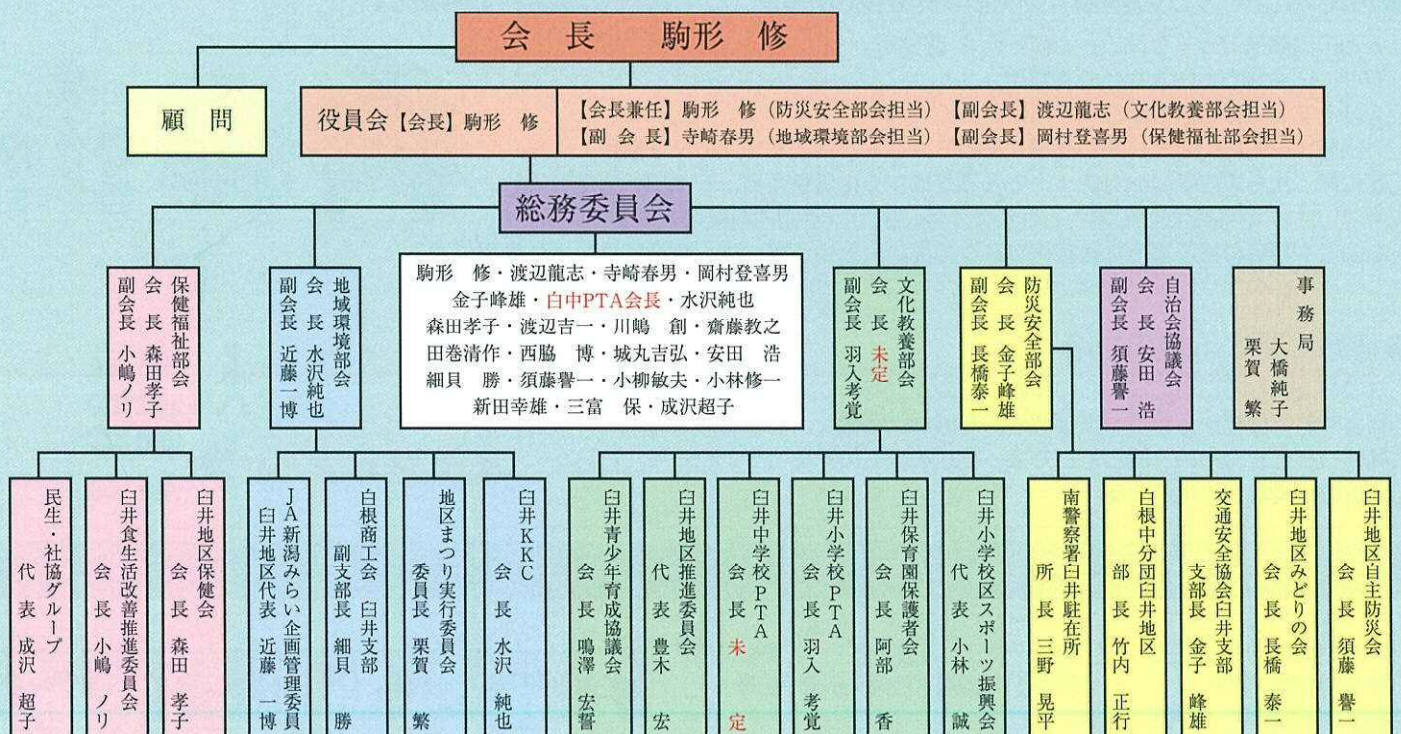 会長 駒形 修
顧問
役員会【会長】駒形 修
【会長兼任】駒形 修(防災安全部会担当)【副会長】渡辺龍志(文化教養部会担当)
【副会長】寺崎春男(地域環境部会担当)【副会長】岡村登喜男(保健福祉部会担当)
総務委員会
保健福祉部会
会長 森田孝子
副会長 小嶋ノリ
地域環境部会
会長 水沢純也
副会長 近藤一博
駒形 修・渡辺龍志・寺崎春男・岡村登喜男
金子峰雄・白中PTA会長・水沢純也
森田孝子・渡辺吉一・川嶋 創・齋藤教之
田巻清作・西脇 博・城丸吉弘・安田 浩
細貝 勝・須藤譽一・小柳敏夫・小林修一
新田幸雄・三富 保・成沢超子
文化教養部会
会長 未定
副会長 羽入考覚
防災安全部会
会長 金子峰雄
副会長 長橋泰一
自治会協議会
会長 安田 浩
副会長 須藤譽一
事務局
大橋純子
栗賀 繁
民生・社協グループ
代表 成沢 超子
臼井食生活改善推進委員会
会長 小嶋 ノリ
臼井地区保健会
会長 森田 孝子
JA新潟みらい企画管理委員
臼井地区代表 近藤 一博
白根商工会 臼井支部
副支部長 細貝 勝
地区まつり実行委員会
委員長 栗賀 繁
臼井KKC
会長 水沢 純也
臼井青少年育成協議会
会長 鳴澤 宏誓
臼井地区推進委員会
代表 豊木 宏
臼井中学校PTA
会長 未定
臼井小学校PTA
会長 羽入 考覚
臼井保育園保護者会
会長 阿部 香
臼井小学校区スポーツ振興会
代表 小林 誠
南警察署臼井駐在所
所長 三野 晃平
白根中分団臼井地区
部長 竹内 正行
交通安全協会臼井支部
支部長 金子 峰雄
臼井地区みどりの会
会長 長橋 泰一
臼井地区自主防災会
会長 須藤 譽一